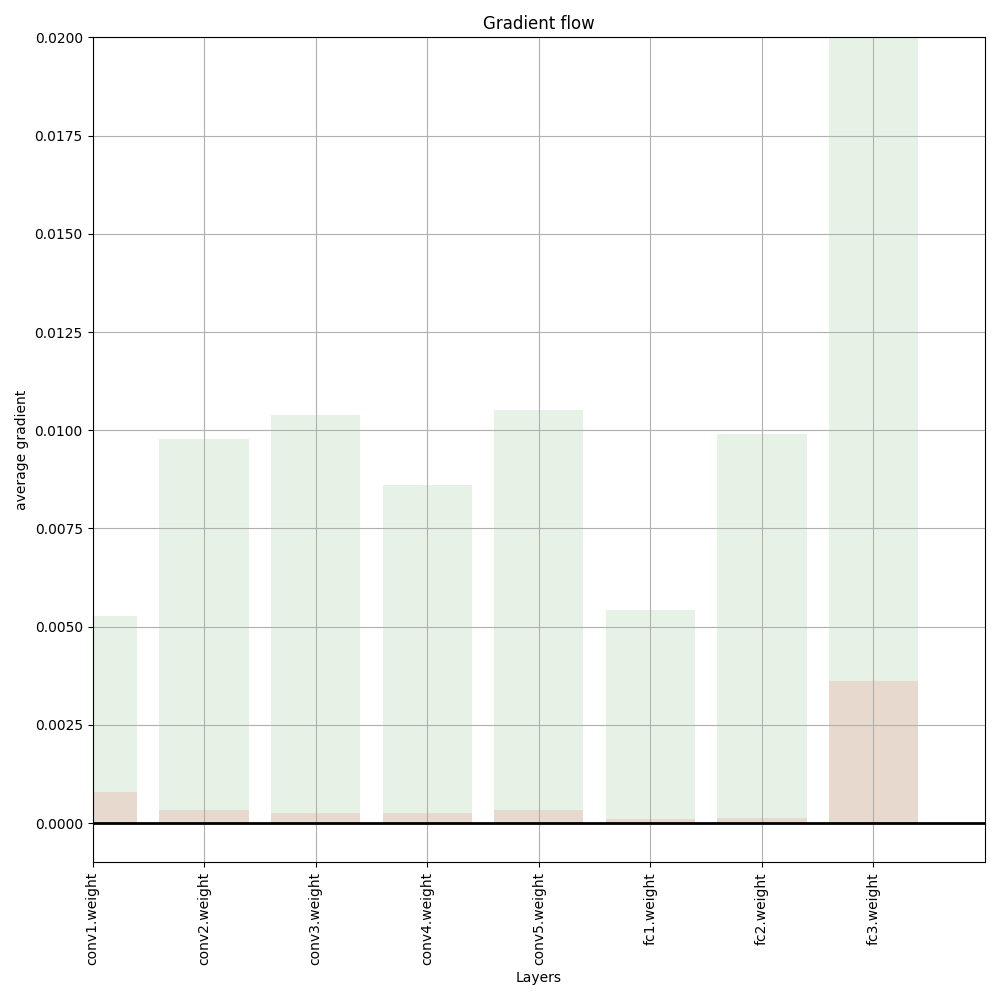 Gradient flow
0.0200
0.0175
0.0150
0.0125
0.0100
0.0075
0.0050
0.0025
0.0000
average gradient
conv1.weight
conv2.weight
conv3.weight
conv4.weight
conv5.weight
fc1.weight
fc2.weight
fc3.weight
Layers